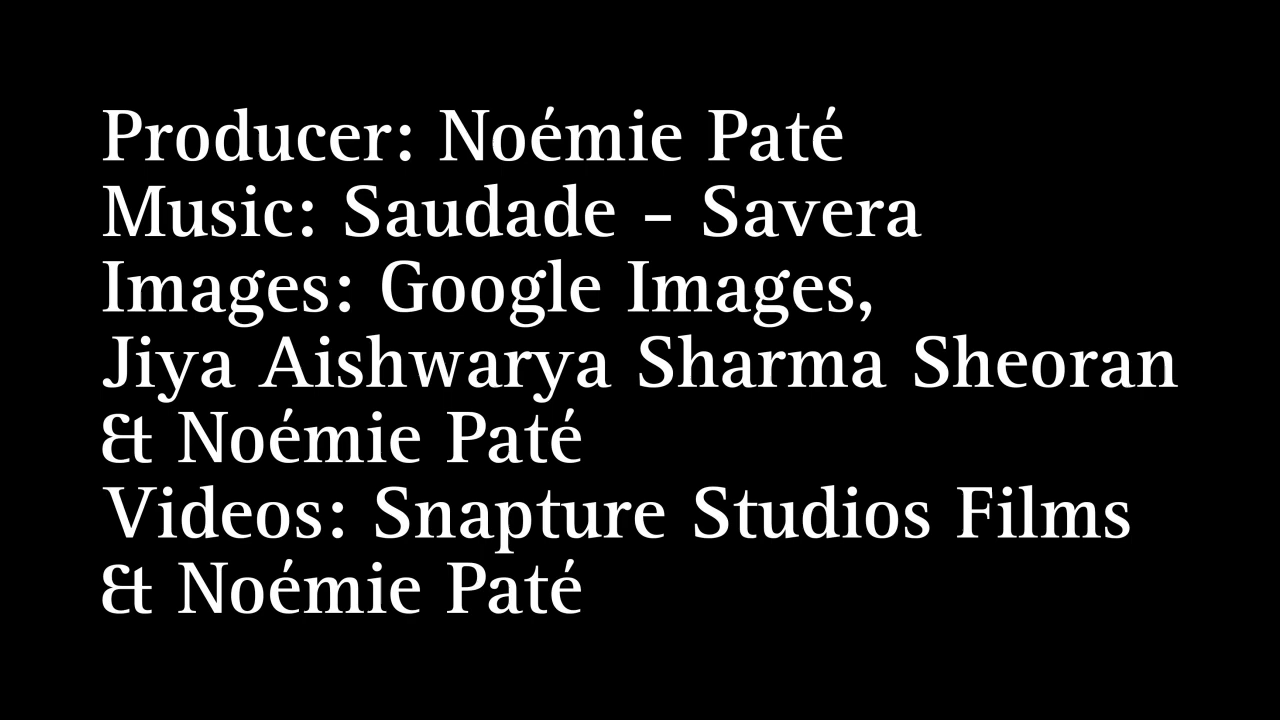 Producer: Noémie Paté
Music: Saudade – Savera
Images: Google Images,
Jiya Aishwarya Sharma Sheoran
& Noémie Paté
Videos: Snapture Studios Films
& Noémie Paté